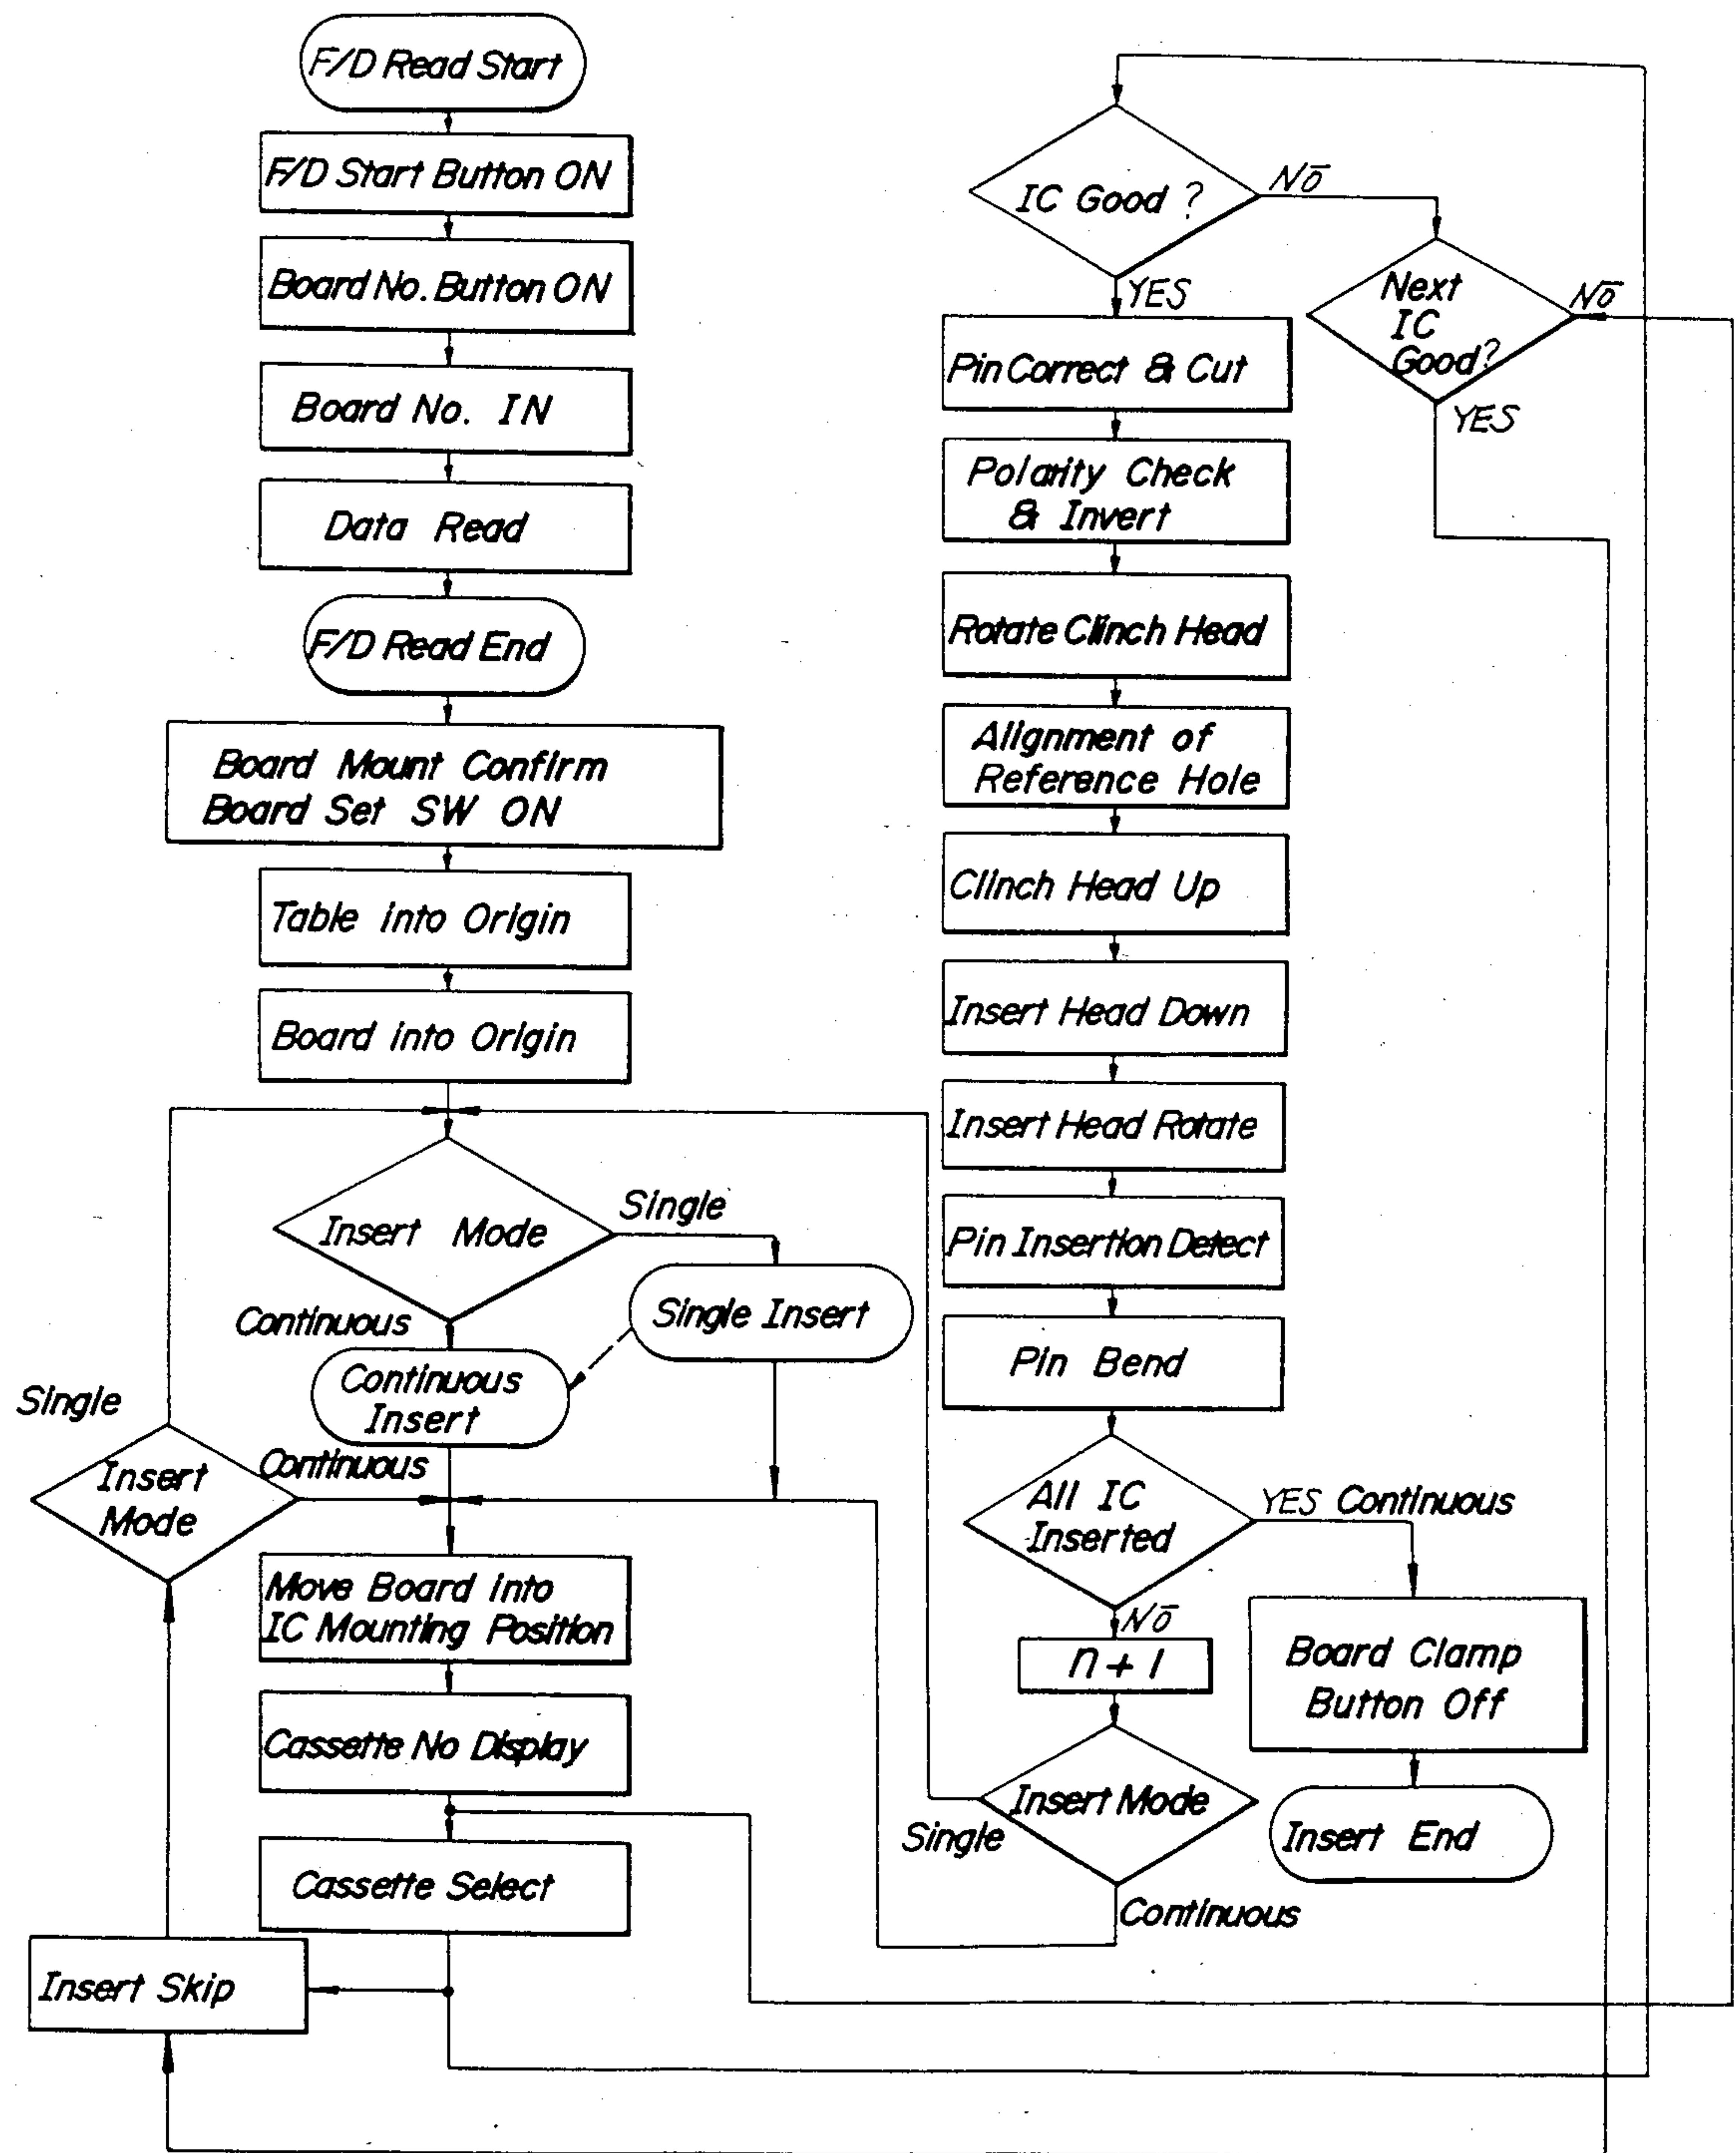 F/D Read Start
F/D Start Button ON
Board No. Button ON
Board No. IN
Data Read
F/D Read End
Board Mount Confirm
Board Set SW ON
Table into Origin
Board into Origin
Insert Mode
Single
Single Insert
Continuous
Continuous
Insert
Single
Insert
Mode
Continuous
Move Board into
IC Mounting Position
Cassette No Display
Cassette Select
Insert Skip
IC Good ?
NO
YES
Next
IC
Good?
NO
YES
Pin Correct & Cut
Polarity Check
& Invert
Rotate Clinch Head
Alignment of
Reference Hole
Clinch Head Up
Insert Head Down
Insert Head Rotate
Pin Insertion Detect
Pin Bend
All IC
Inserted
YES Continuous
NO
n + 1
Board Clamp
Button Off
Insert Mode
Single
Continuous
Insert End